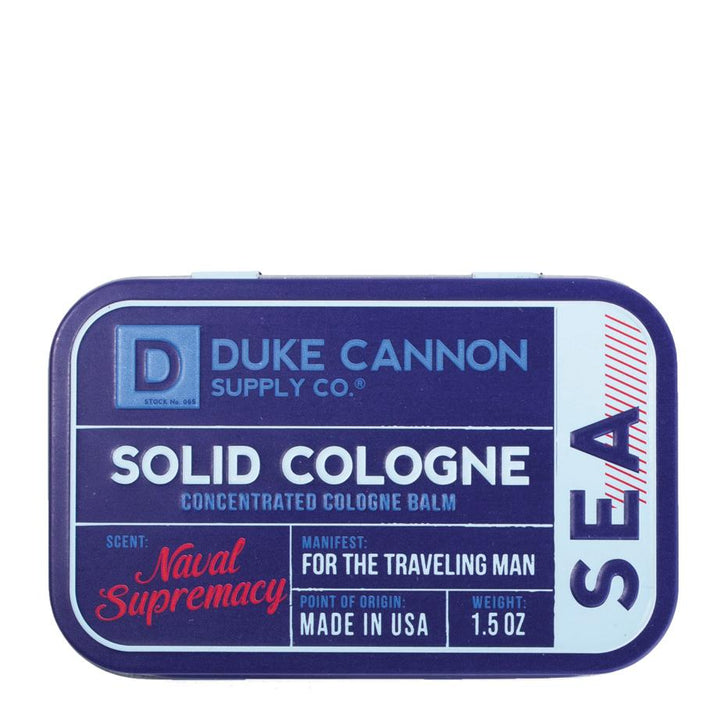 D
STOCK No. 065
DUKE CANNON
SUPPLY CO.®
SOLID COLOGNE
CONCENTRATED COLOGNE BALM
SCENT:
Naval
Supremacy
MANIFEST:
FOR THE TRAVELING MAN
POINT OF ORIGIN:
MADE IN USA
WEIGHT:
1.5 OZ
SEA